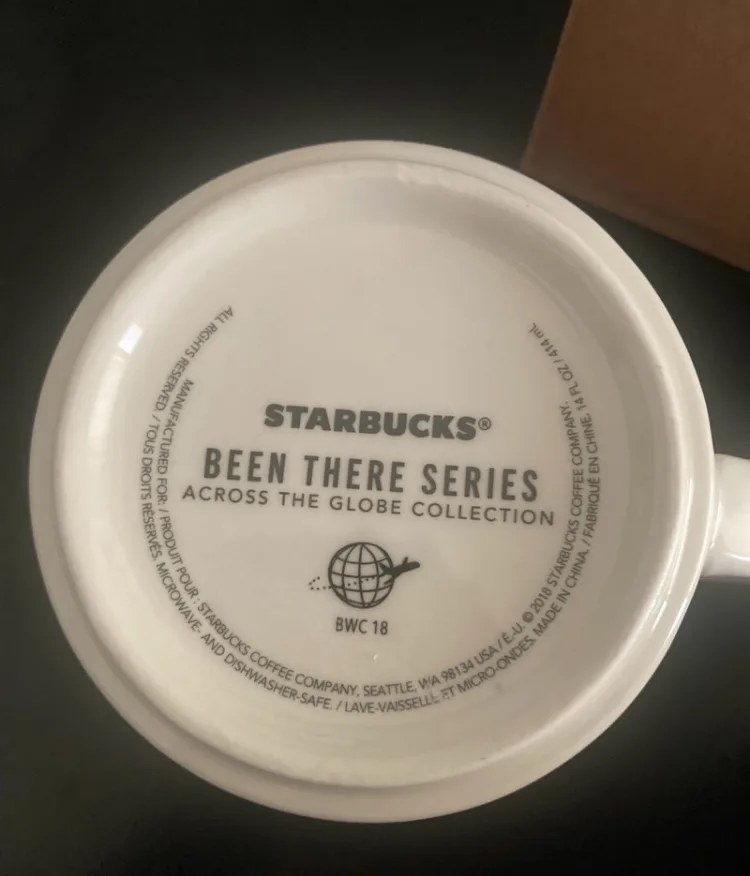 STARBUCKS®
BEEN THERE SERIES
ACROSS THE GLOBE COLLECTION
BWC 18
MANUFACTURED FOR: / PRODUIT POUR : STARBUCKS COFFEE COMPANY, SEATTLE, WA 98134 USA / É.-U. © 2018 STARBUCKS COFFEE COMPANY.
ALL RIGHTS RESERVED. / TOUS DROITS RÉSERVÉS. MICROWAVE- AND DISHWASHER-SAFE. / LAVE-VAISSELLE ET MICRO-ONDES. MADE IN CHINA. / FABRIQUÉ EN CHINE. 14 FL OZ / 414 mL